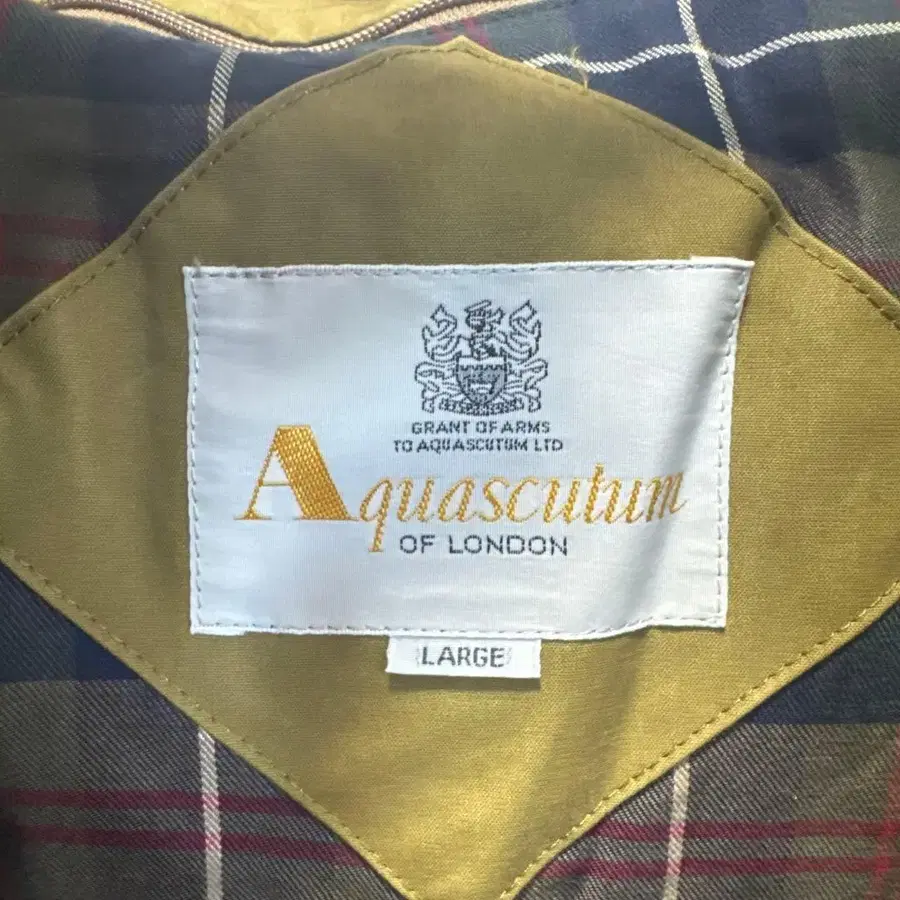 GRANT OF ARMS
TO AQUASCUTUM LTD
Aquascutum
OF LONDON
LARGE